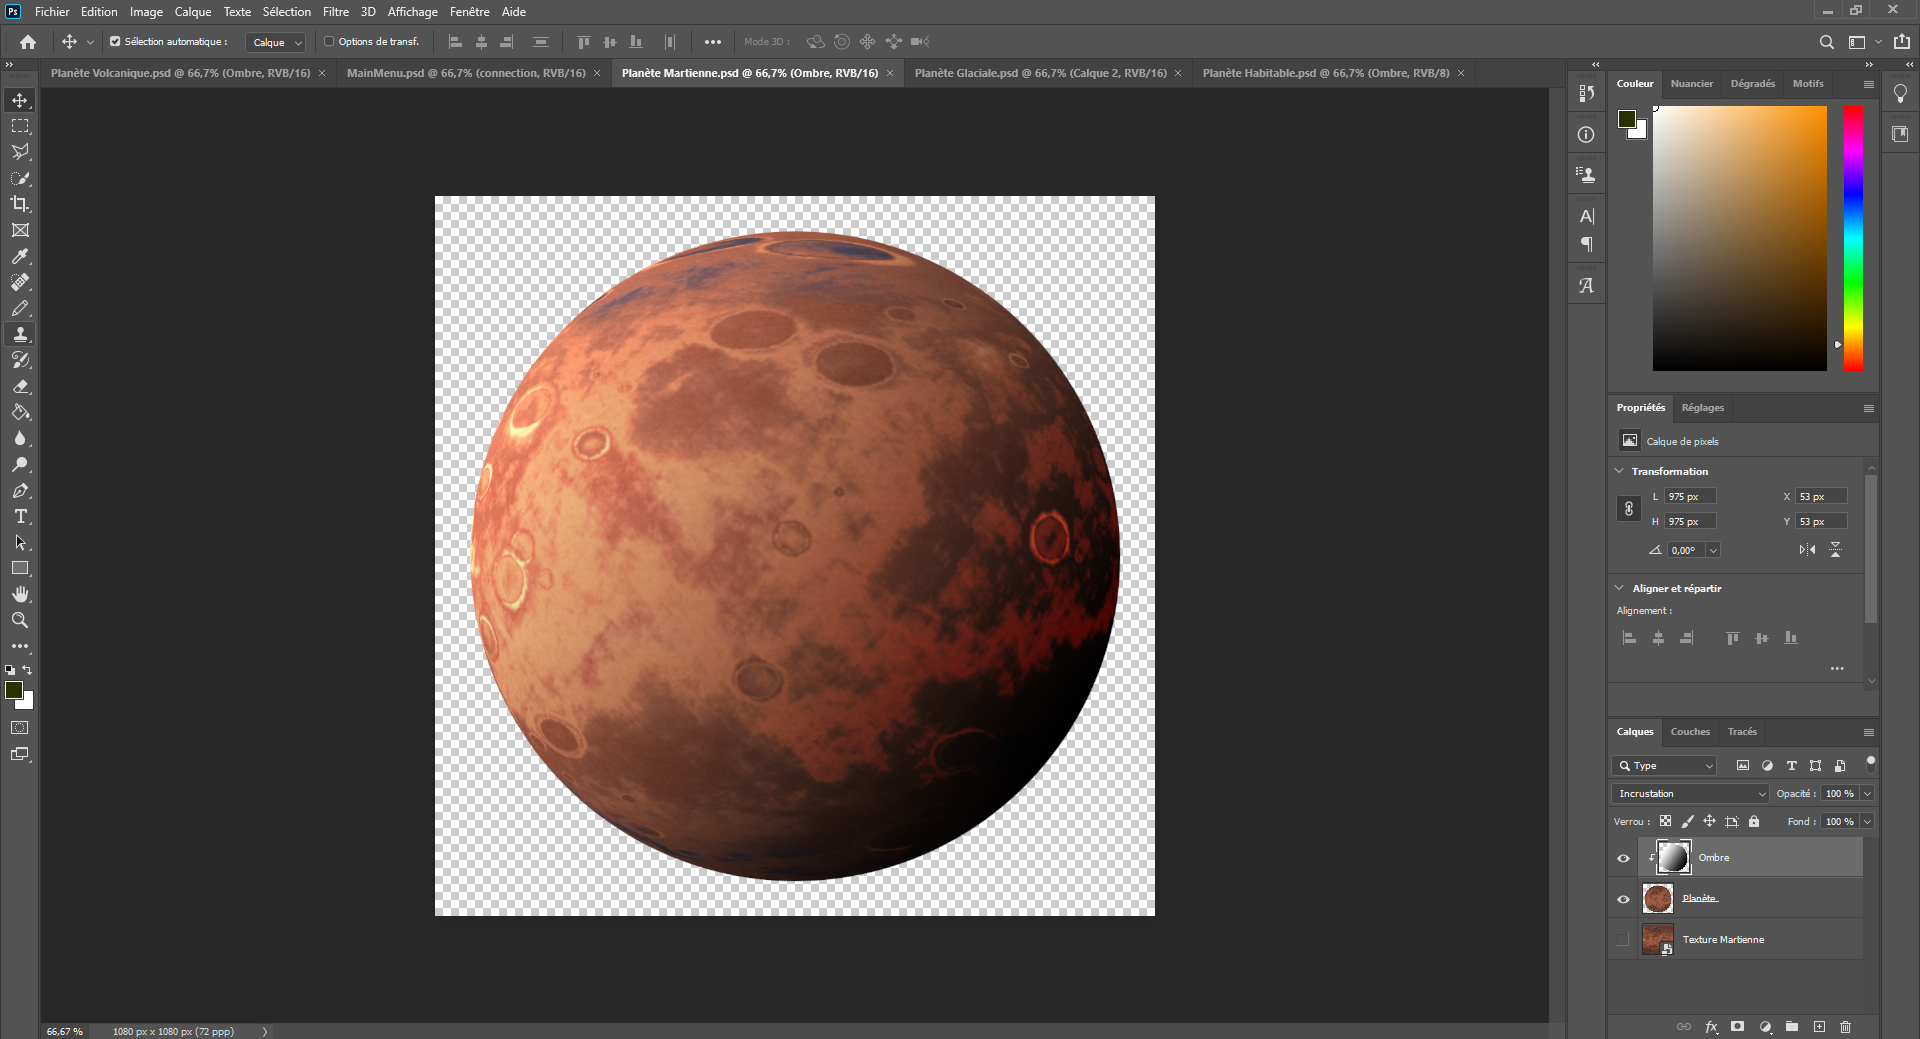 Ps Fichier Edition Image Calque Texte Sélection Filtre 3D Affichage Fenêtre Aide
Sélection automatique : Calque Options de transf. Mode 3D :
Planète Volcanique.psd @ 66,7% (Ombre, RVB/16) MainMenu.psd @ 66,7% (connection, RVB/16) Planète Martienne.psd @ 66,7% (Ombre, RVB/16) Planète Glaciale.psd @ 66,7% (Calque 2, RVB/16) Planète Habitable.psd @ 66,7% (Ombre, RVB/8)
Couleur Nuancier Dégradés Motifs
Propriétés Réglages
Calque de pixels
Transformation
L 975 px X 53 px
H 975 px Y 53 px
0,00°
Aligner et répartir
Alignement :
Calques Couches Tracés
Type
Incrustation Opacité : 100 %
Verrou : Fond : 100 %
Ombre
Planète
Texture Martienne
fx
66,67 % 1080 px x 1080 px (72 ppp)